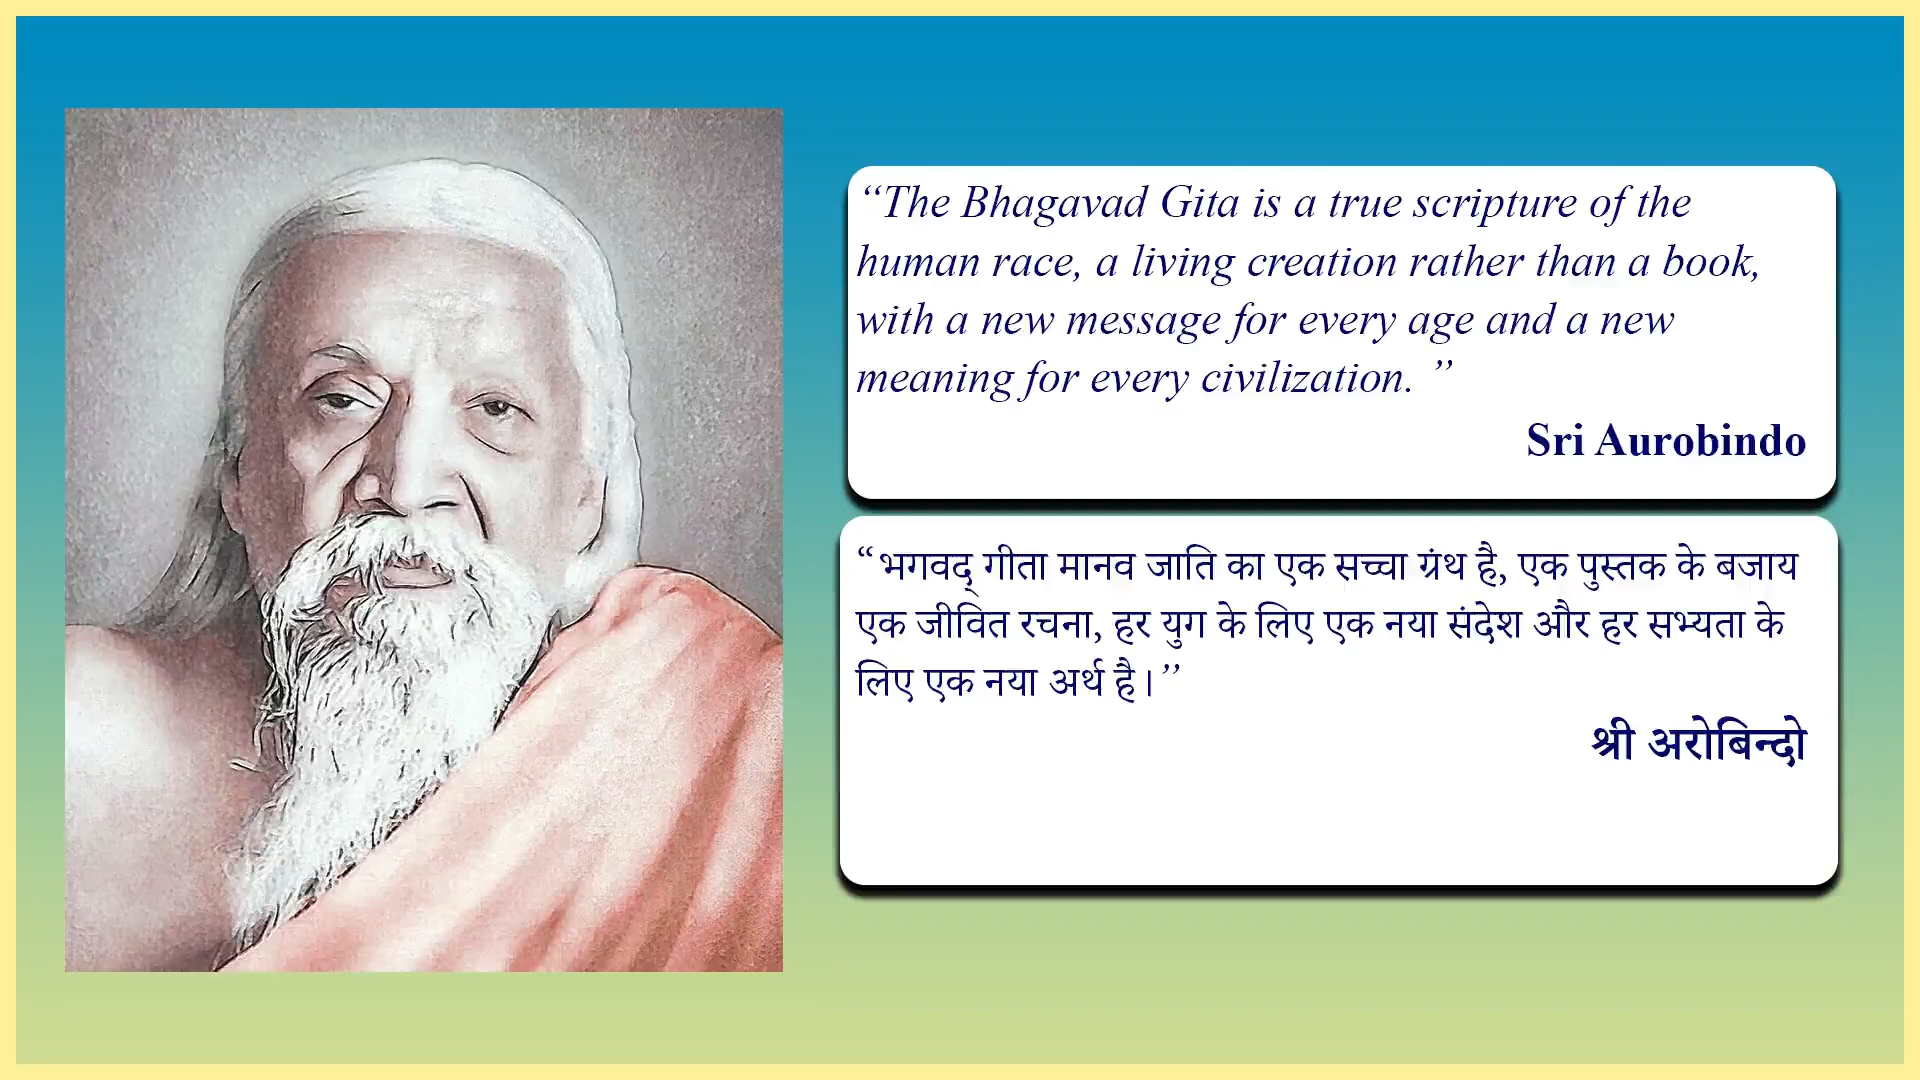 “The Bhagavad Gita is a true scripture of the
human race, a living creation rather than a book,
with a new message for every age and a new
meaning for every civilization. ”
Sri Aurobindo
“भगवद् गीता मानव जाति का एक सच्चा ग्रंथ है, एक पुस्तक के बजाय
एक जीवित रचना, हर युग के लिए एक नया संदेश और हर सभ्यता के
लिए एक नया अर्थ है।”
श्री अरोबिन्दो